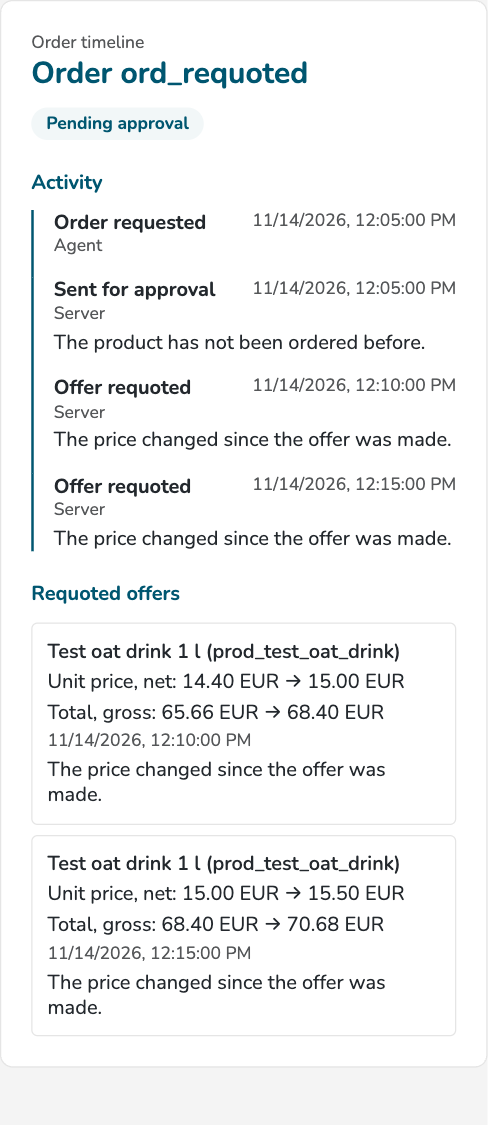 Order timeline
Order ord_requoted
Pending approval
Activity
Order requested 11/14/2026, 12:05:00 PM
Agent
Sent for approval 11/14/2026, 12:05:00 PM
Server
The product has not been ordered before.
Offer requoted 11/14/2026, 12:10:00 PM
Server
The price changed since the offer was made.
Offer requoted 11/14/2026, 12:15:00 PM
Server
The price changed since the offer was made.
Requoted offers
Test oat drink 1 l (prod_test_oat_drink)
Unit price, net: 14.40 EUR → 15.00 EUR
Total, gross: 65.66 EUR → 68.40 EUR
11/14/2026, 12:10:00 PM
The price changed since the offer was
made.
Test oat drink 1 l (prod_test_oat_drink)
Unit price, net: 15.00 EUR → 15.50 EUR
Total, gross: 68.40 EUR → 70.68 EUR
11/14/2026, 12:15:00 PM
The price changed since the offer was
made.